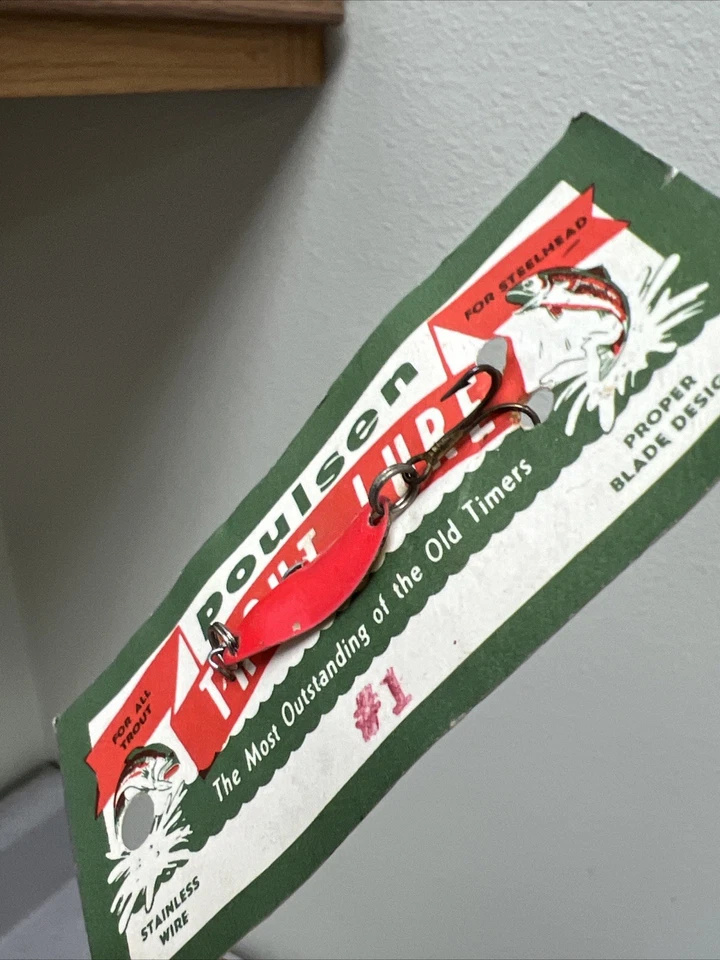 FOR STEELHEAD
Poulsen
TROUT LURE
The Most Outstanding of the Old Timers
FOR ALL
TROUT
PROPER
BLADE DESIG
#1
STAINLESS
WIRE